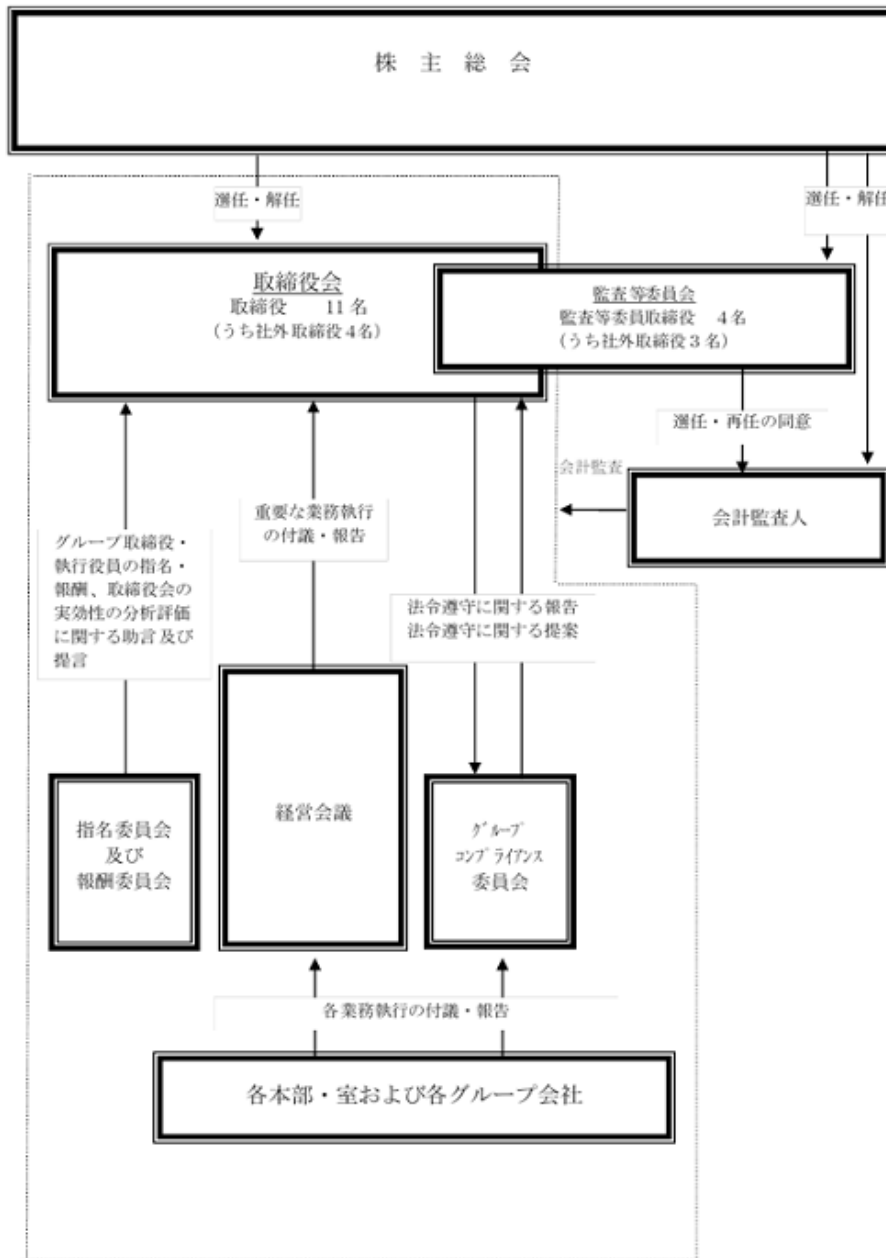 株 主 総 会
選任・解任
選任・解任
取締役会
取締役 11 名
(うち社外取締役4名)
監査等委員会
監査等委員取締役 4 名
(うち社外取締役3名)
選任・再任の同意
会計監査
会計監査人
重要な業務執行
の付議・報告
グループ取締役・
執行役員の指名・
報酬、取締役会の
実効性の分析評価
に関する助言及び
提言
法令遵守に関する報告
法令遵守に関する提案
指名委員会
及び
報酬委員会
経営会議
グループ
コンプライアンス
委員会
各業務執行の付議・報告
各本部・室および各グループ会社